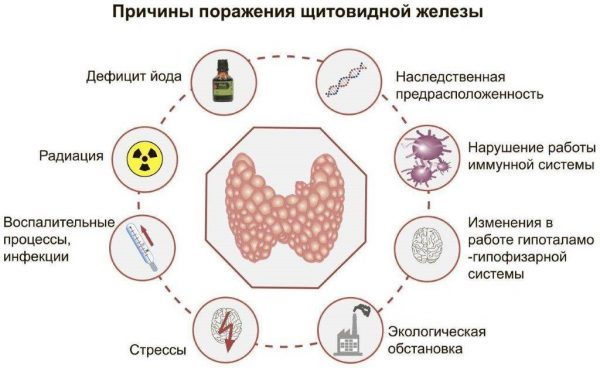 Причины поражения щитовидной железы
Дефицит йода
Наследственная
предрасположенность
Радиация
Нарушение работы
иммунной системы
Воспалительные
процессы,
инфекции
Изменения в
работе гипоталамо
-гипофизарной
системы
Стрессы
Экологическая
обстановка